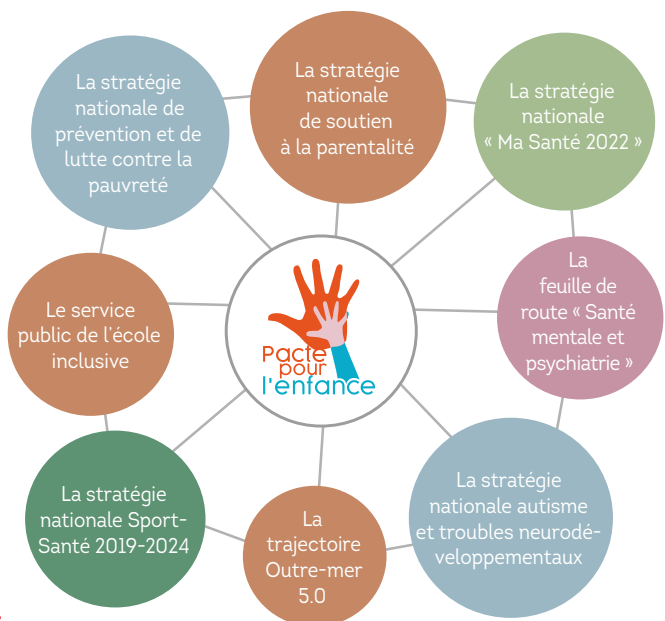 La stratégie
nationale de
prévention et de
lutte contre la
pauvreté
La stratégie
nationale
de soutien
à la parentalité
La stratégie
nationale
« Ma Santé 2022 »
Le service
public de l'école
inclusive
Pacte
pour
l'enfance
La
feuille de
route « Santé
mentale et
psychiatrie »
La stratégie
nationale Sport-
Santé 2019-2024
La
trajectoire
Outre-mer
5.0
La stratégie
nationale autisme
et troubles neurodé-
veloppementaux